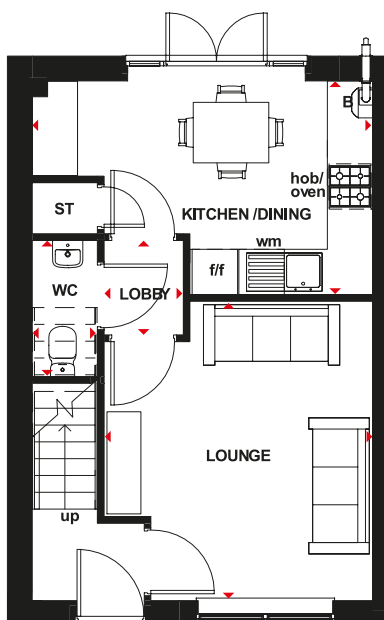 B
hob/
oven
ST
KITCHEN /DINING
wm
f/f
WC
LOBBY
LOUNGE
up